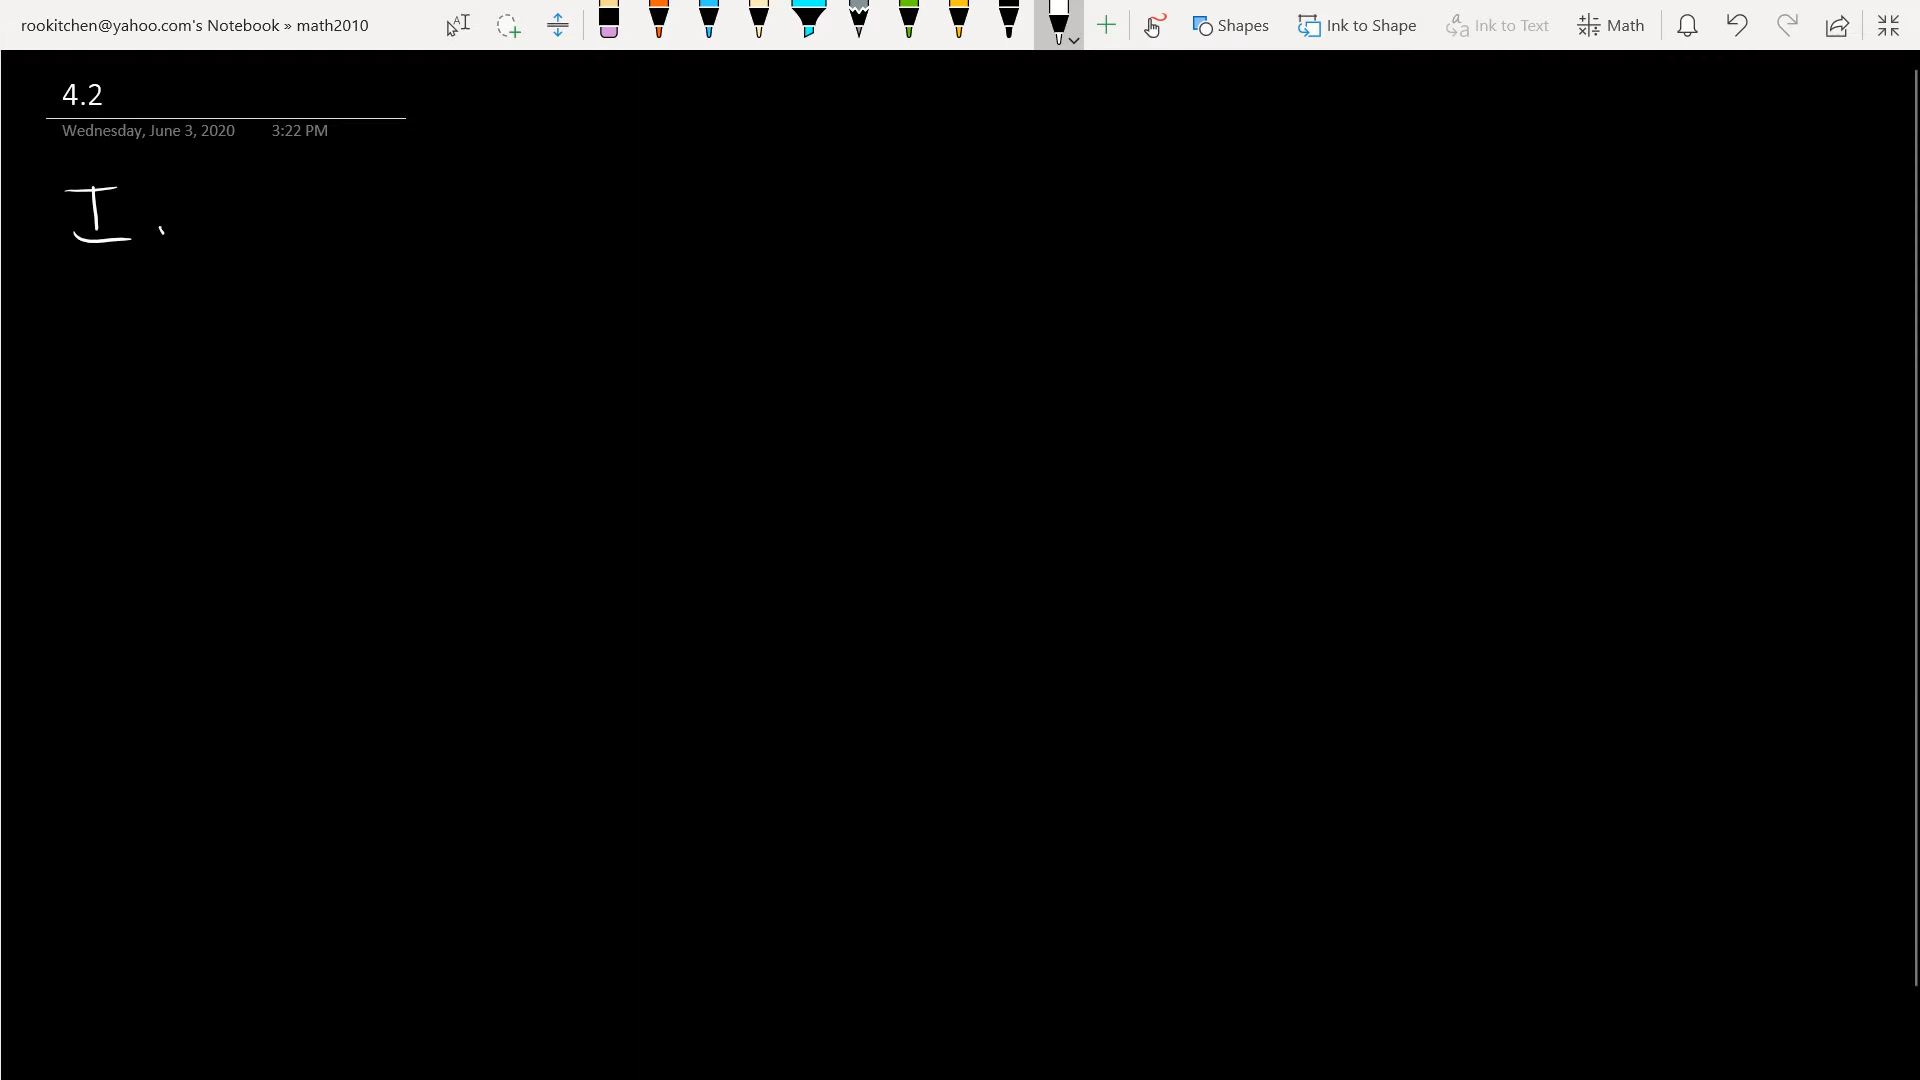 rookitchen@yahoo.com's Notebook » math2010 Shapes Ink to Shape Ink to Text Math
4.2
Wednesday, June 3, 2020 3:22 PM
I.